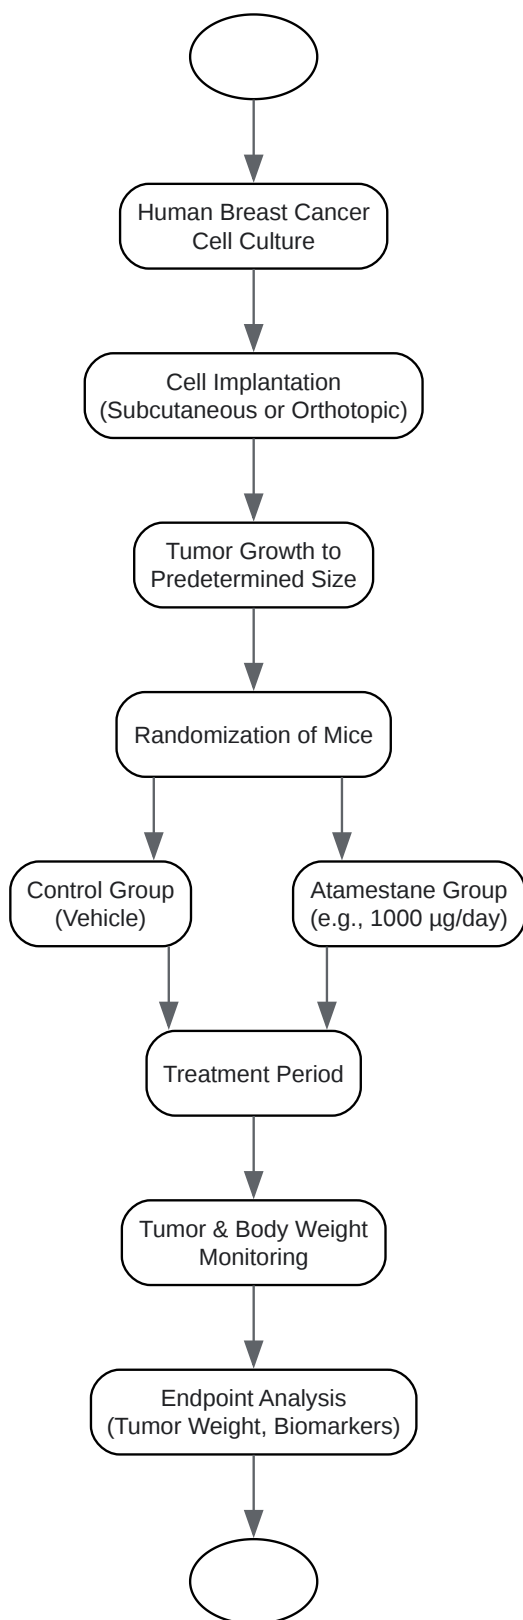 Human Breast Cancer
Cell Culture
Cell Implantation
(Subcutaneous or Orthotopic)
Tumor Growth to
Predetermined Size
Randomization of Mice
Control Group
(Vehicle)
Atamestane Group
(e.g., 1000 µg/day)
Treatment Period
Tumor & Body Weight
Monitoring
Endpoint Analysis
(Tumor Weight, Biomarkers)